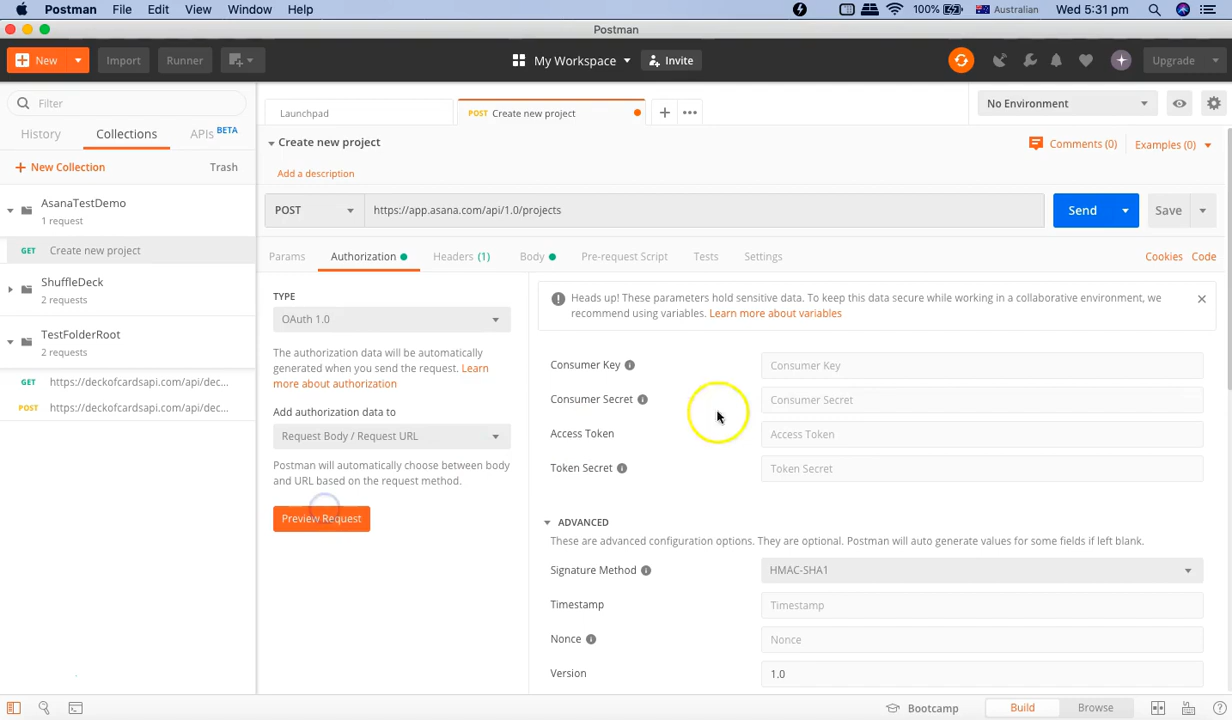 Postman File Edit View Window Help 100% Australian Wed 5:31 pm
Postman
New Import Runner My Workspace Invite Upgrade
Filter
History Collections APIs BETA
+ New Collection Trash
AsanaTestDemo
1 request
GET Create new project
ShuffleDeck
2 requests
TestFolderRoot
2 requests
GET https://deckofcardsapi.com/api/dec...
POST https://deckofcardsapi.com/api/dec...
Launchpad POST Create new project No Environment
Create new project Comments (0) Examples (0)
Add a description
POST https://app.asana.com/api/1.0/projects Send Save
Params Authorization Headers (1) Body Pre-request Script Tests Settings Cookies Code
TYPE
OAuth 1.0
The authorization data will be automatically
generated when you send the request. Learn
more about authorization
Add authorization data to
Request Body / Request URL
Postman will automatically choose between body
and URL based on the request method.
Preview Request
Heads up! These parameters hold sensitive data. To keep this data secure while working in a collaborative environment, we
recommend using variables. Learn more about variables
Consumer Key Consumer Key
Consumer Secret Consumer Secret
Access Token Access Token
Token Secret Token Secret
ADVANCED
These are advanced configuration options. They are optional. Postman will auto generate values for some fields if left blank.
Signature Method HMAC-SHA1
Timestamp Timestamp
Nonce Nonce
Version 1.0
Bootcamp Build Browse